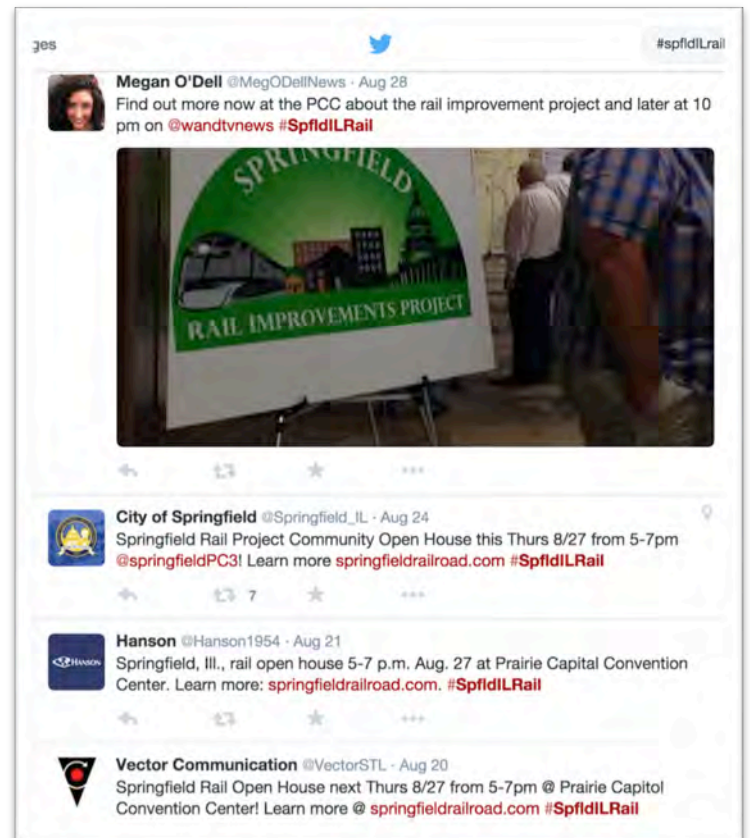 ges
#spfldILrail
Megan O'Dell @MegODellNews · Aug 28
Find out more now at the PCC about the rail improvement project and later at 10
pm on @wandtvnews #SpfldILRail
SPRINGFIELD
RAIL IMPROVEMENTS PROJECT
City of Springfield @Springfield_IL · Aug 24
Springfield Rail Project Community Open House this Thurs 8/27 from 5-7pm
@springfieldPC3! Learn more springfieldrailroad.com #SpfldILRail
7
HANSON
Hanson @Hanson1954 · Aug 21
Springfield, Ill., rail open house 5-7 p.m. Aug. 27 at Prairie Capital Convention
Center. Learn more: springfieldrailroad.com. #SpfldILRail
Vector Communication @VectorSTL · Aug 20
Springfield Rail Open House next Thurs 8/27 from 5-7pm @ Prairie Capitol
Convention Center! Learn more @ springfieldrailroad.com #SpfldILRail